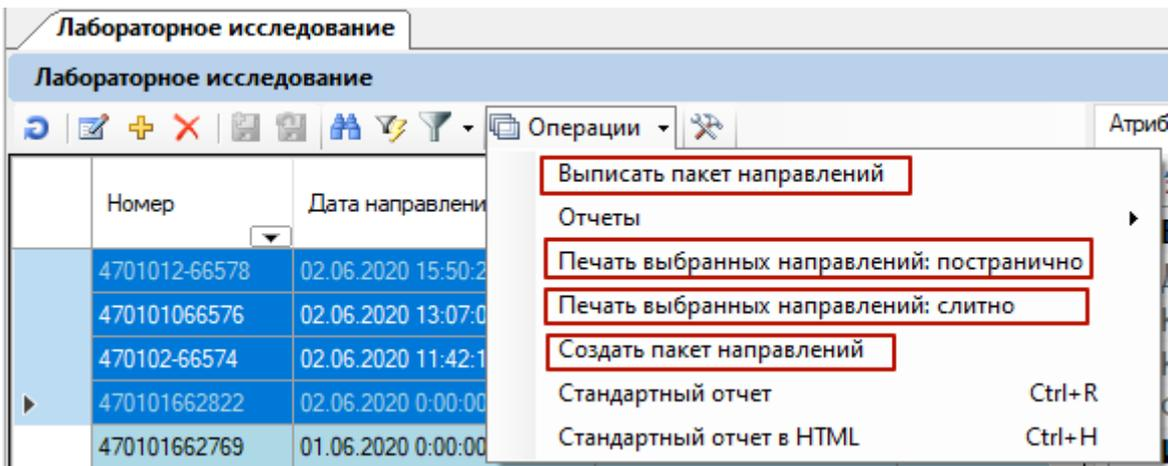 Лабораторное исследование
Лабораторное исследование
Операции
Номер
Дата направлени
4701012-66578 02.06.2020 15:50:2
470101066576 02.06.2020 13:07:0
470102-66574 02.06.2020 11:42:1
470101662822 02.06.2020 0:00:00
470101662769 01.06.2020 0:00:00
Выписать пакет направлений
Отчеты
Печать выбранных направлений: постранично
Печать выбранных направлений: слитно
Создать пакет направлений
Стандартный отчет Ctrl+R
Стандартный отчет в HTML Ctrl+H
Атриб